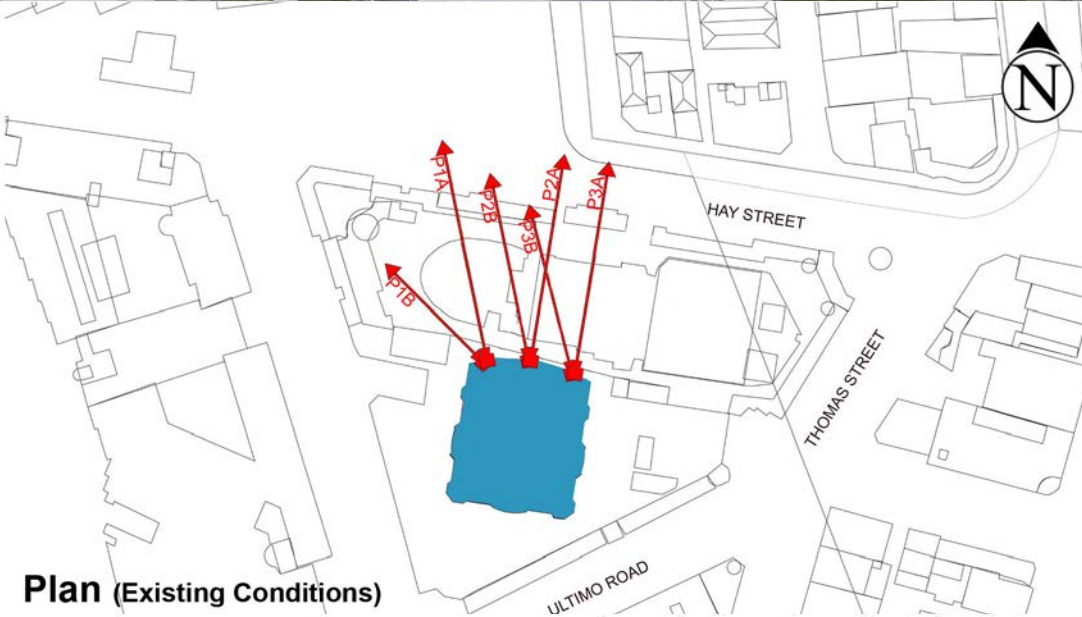 N
P1A
P2B
P2A
P3A
P3B
P1B
HAY STREET
THOMAS STREET
ULTIMO ROAD
Plan (Existing Conditions)